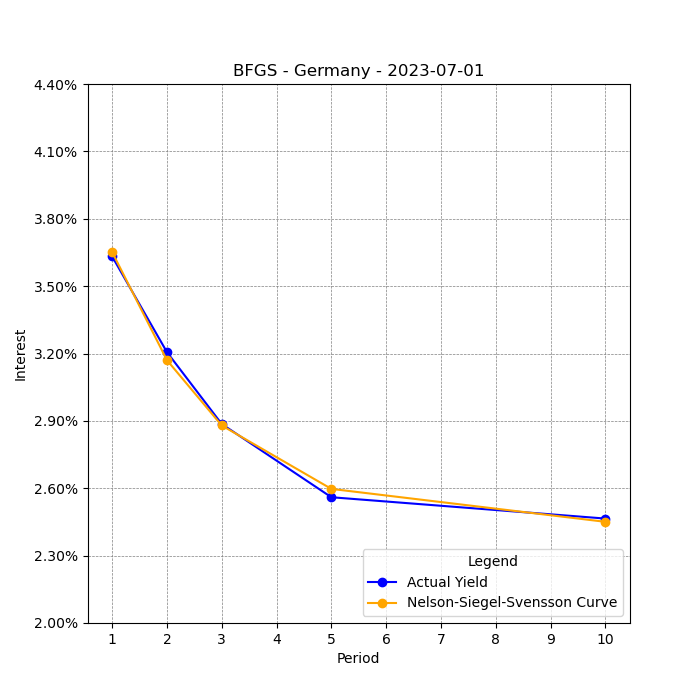 BFGS - Germany - 2023-07-01
4.40%
4.10%
3.80%
3.50%
3.20%
2.90%
2.60%
2.30%
2.00%
Interest
1 2 3 4 5 6 7 8 9 10
Period
Legend
Actual Yield
Nelson-Siegel-Svensson Curve